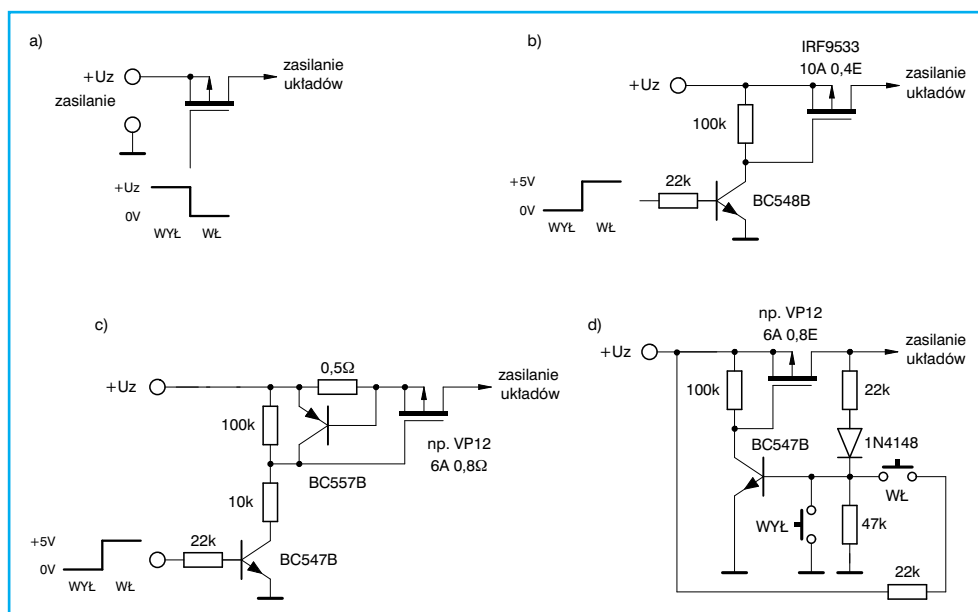 a)
+Uz
zasilanie
zasilanie
układów
+Uz
0V
WYŁ
WŁ
b)
IRF9533
10A 0,4E
+Uz
zasilanie
układów
100k
+5V
0V
WYŁ
WŁ
22k
BC548B
c)
+Uz
0,5Ω
zasilanie
układów
100k
np. VP12
6A 0,8Ω
BC557B
10k
+5V
0V
WYŁ
WŁ
22k
BC547B
d)
np. VP12
6A 0,8E
+Uz
zasilanie
układów
100k
22k
BC547B
1N4148
WŁ
WYŁ
47k
22k